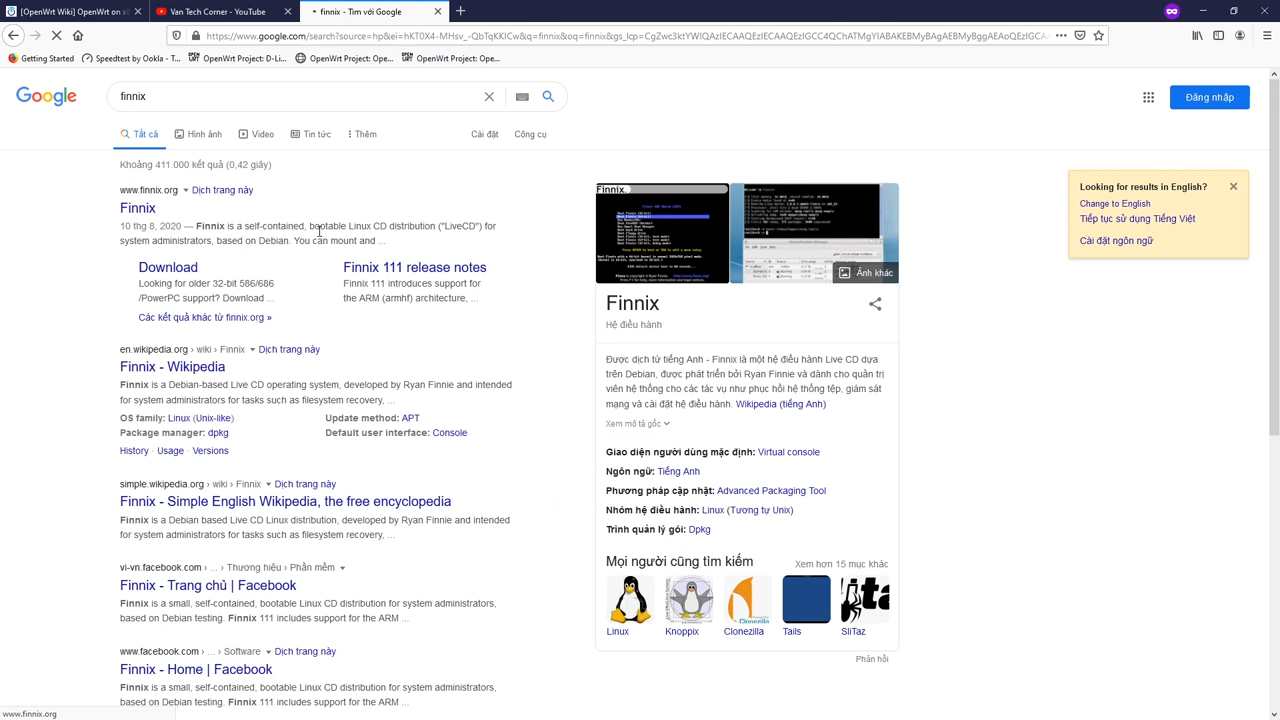 [OpenWrt Wiki] OpenWrt on x8
Van Tech Corner - YouTube
finnix - Tìm với Google
https://www.google.com/search?source=hp&ei=hKT0X4-MHsv_-QbTqKKICw&q=finnix&oq=finnix&gs_lcp=CgZwc3ktYWIQAzIECAAQEzIECAAQEzIGCC4QChATMgYIABAKEBMyBAgAEBMyBggAEAoQEzIGCA
Getting Started
Speedtest by Ookla - T...
OpenWrt Project: D-Li...
OpenWrt Project: Ope...
OpenWrt Project: Ope...
Google
finnix
Đăng nhập
Tất cả
Hình ảnh
Video
Tin tức
Thêm
Cài đặt
Công cụ
Khoảng 411.000 kết quả (0,42 giây)
www.finnix.org
Dịch trang này
Finnix
Finnix is a self-contained, bootable Linux CD distribution ("LiveCD") for
system administrators, based on Debian. You can mount
Download
Looking for older version/x86
/PowerPC support? Download ...
Finnix 111 release notes
Finnix 111 introduces support for
the ARM (armhf) architecture, ...
Các kết quả khác từ finnix.org »
en.wikipedia.org › wiki › Finnix
Dịch trang này
Finnix - Wikipedia
Finnix is a Debian-based Live CD operating system, developed by Ryan Finnie and intended
for system administrators for tasks such as filesystem recovery, ...
OS family: Linux (Unix-like)
Update method: APT
Package manager: dpkg
Default user interface: Console
History · Usage · Versions
simple.wikipedia.org › wiki › Finnix
Dịch trang này
Finnix - Simple English Wikipedia, the free encyclopedia
Finnix is a Debian based Live CD Linux distribution, developed by Ryan Finnie and intended
for system administrators for tasks such as filesystem recovery, ...
vi-vn.facebook.com › ... › Thương hiệu › Phần mềm
Finnix - Trang chủ | Facebook
Finnix is a small, self-contained, bootable Linux CD distribution for system administrators,
based on Debian testing. Finnix 111 includes support for the ARM ...
www.facebook.com › ... › Software
Dịch trang này
Finnix - Home | Facebook
Finnix is a small, self-contained, bootable Linux CD distribution for system administrators,
based on Debian testing. Finnix 111 includes support for the ARM ...
Finnix
Ảnh khác
Finnix
Hệ điều hành
Được dịch từ tiếng Anh - Finnix là một hệ điều hành Live CD dựa
trên Debian, được phát triển bởi Ryan Finnie và dành cho quản trị
viên hệ thống cho các tác vụ như phục hồi hệ thống tệp, giám sát
mạng và cài đặt hệ điều hành. Wikipedia (tiếng Anh)
Xem mô tả gốc
Giao diện người dùng mặc định: Virtual console
Ngôn ngữ: Tiếng Anh
Phương pháp cập nhật: Advanced Packaging Tool
Nhóm hệ điều hành: Linux (Tương tự Unix)
Trình quản lý gói: Dpkg
Mọi người cũng tìm kiếm
Xem hơn 15 mục khác
Linux
Knoppix
Clonezilla
Tails
SliTaz
Phản hồi
Looking for results in English?
Change to English
Tiếp tục sử dụng Tiếng Việt
Cài đặt ngôn ngữ
www.finnix.org